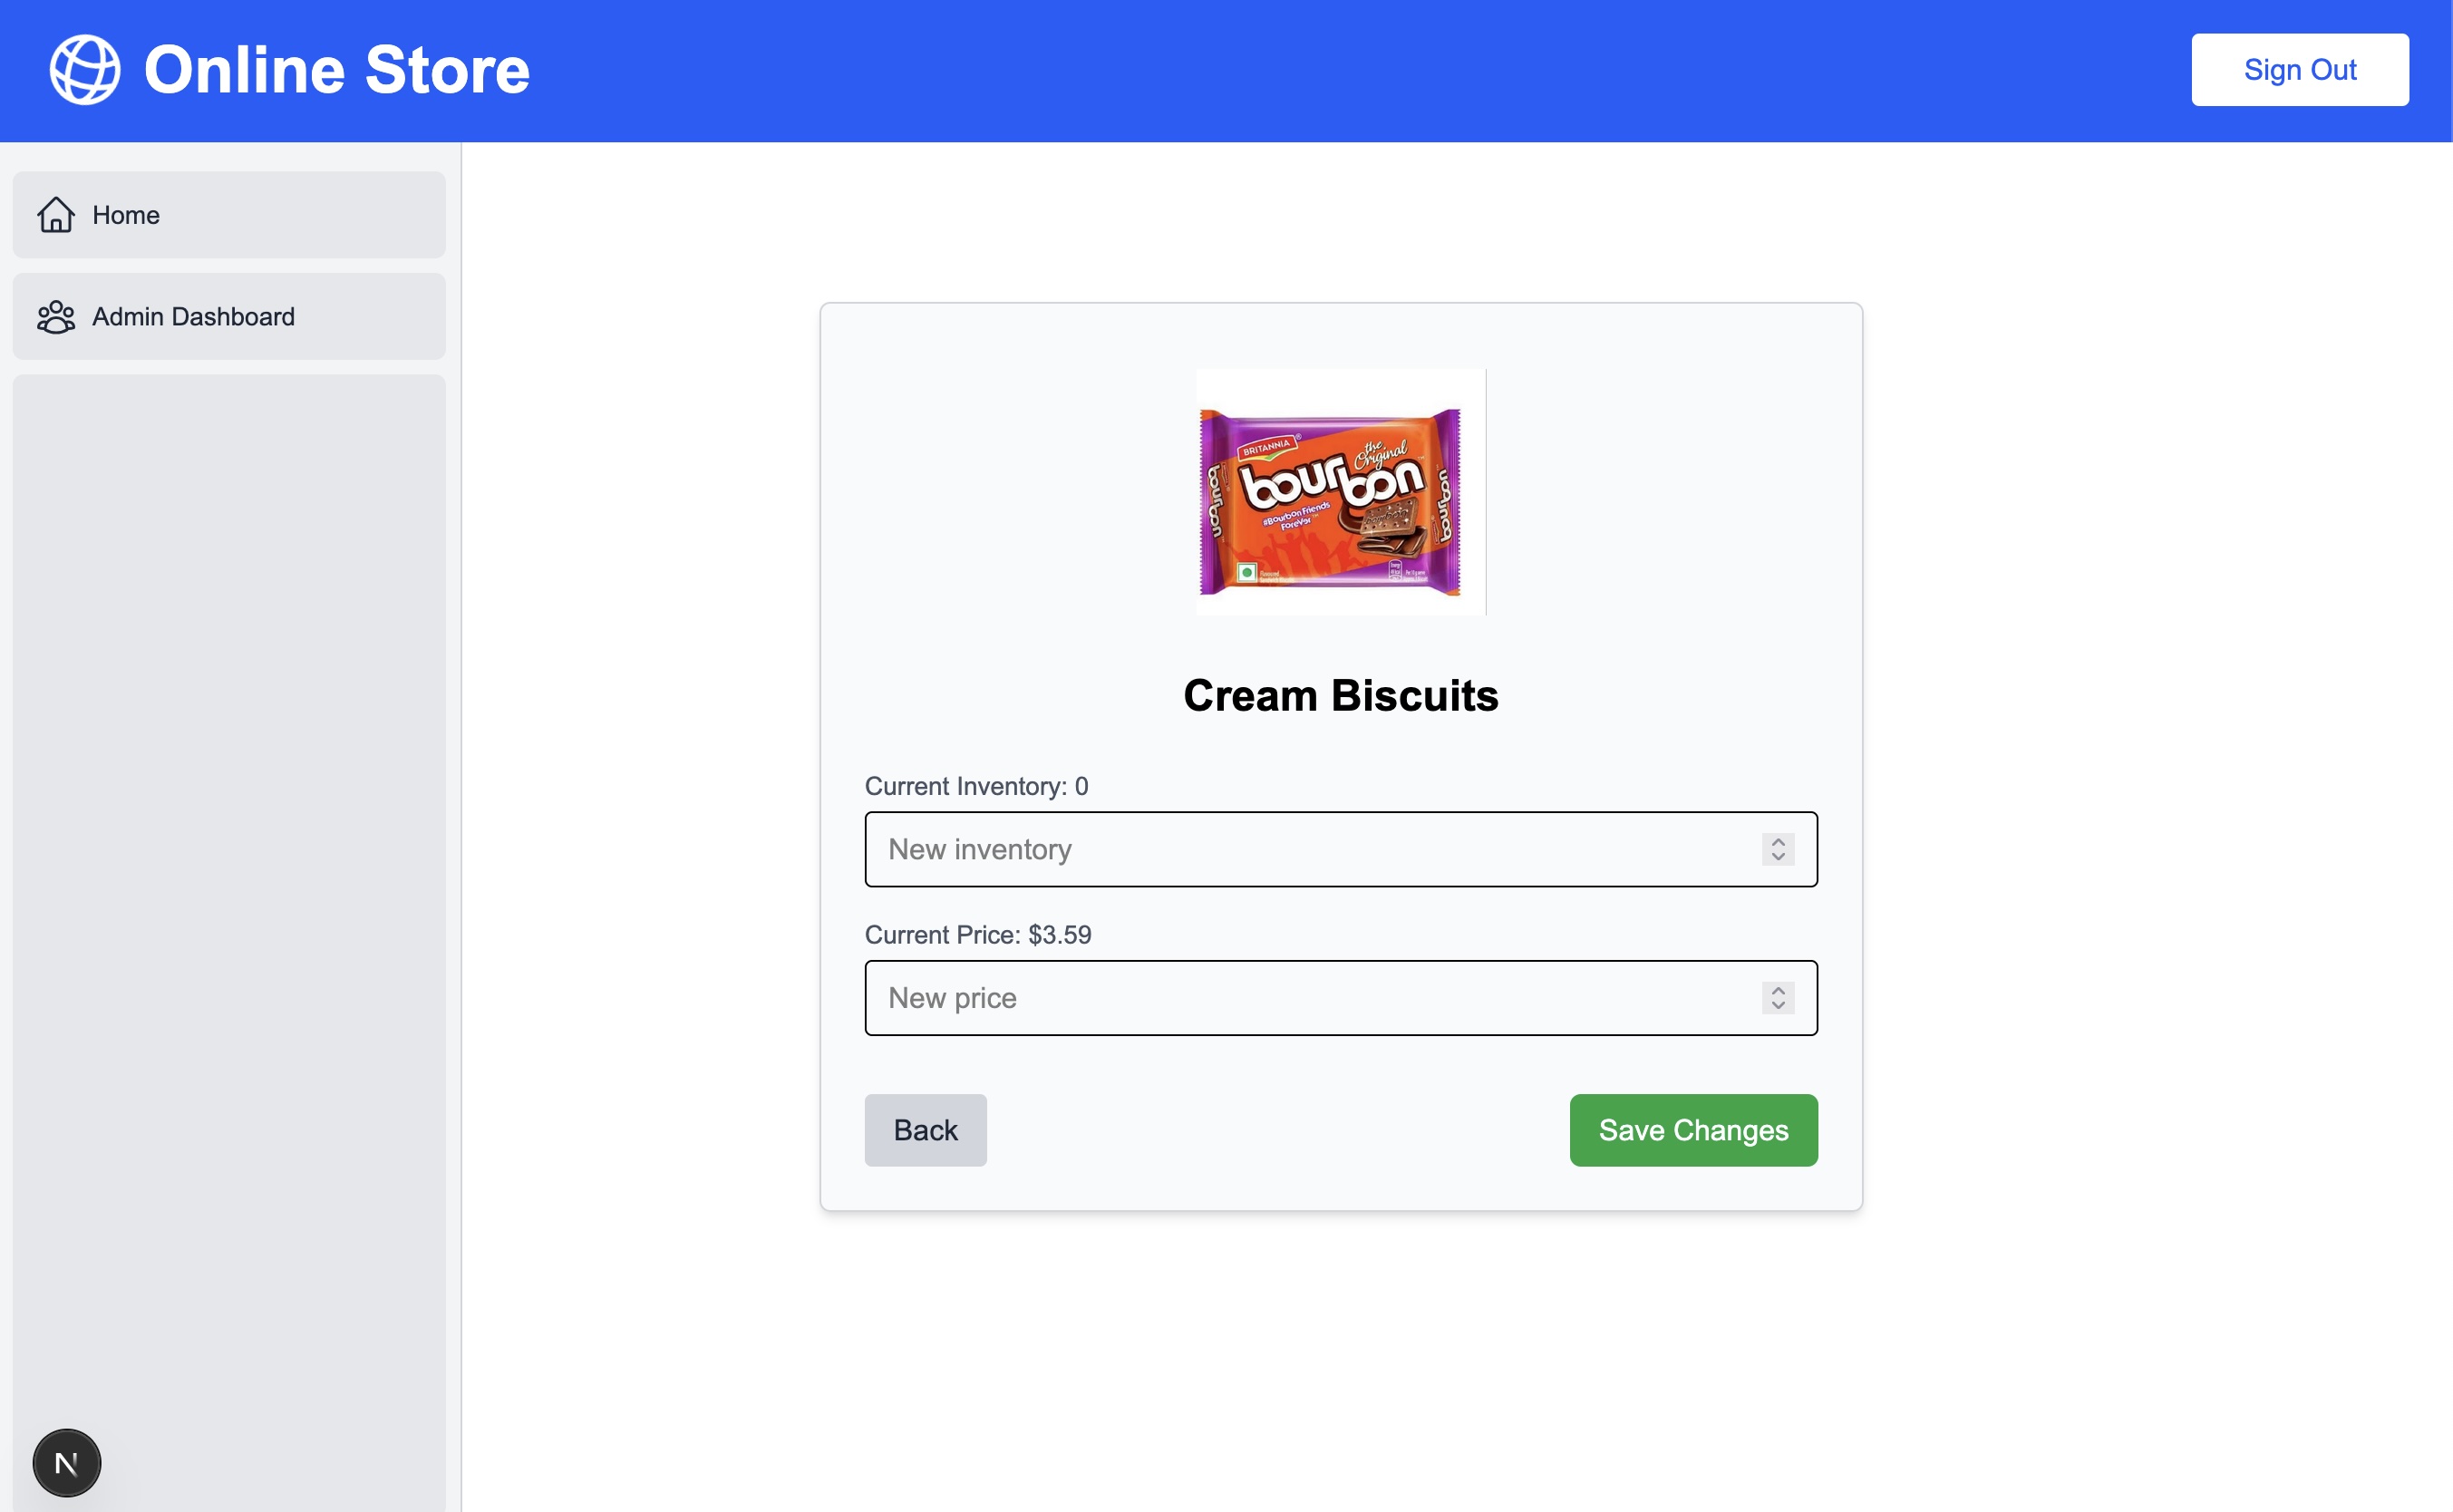 Online Store
Sign Out
Home
Admin Dashboard
BRITANNIA
the
Original
bourbon
bourbon
bourbon
#Bourbon Friends
ForeVer
Cream Biscuits
Current Inventory: 0
New inventory
Current Price: $3.59
New price
Back
Save Changes
N